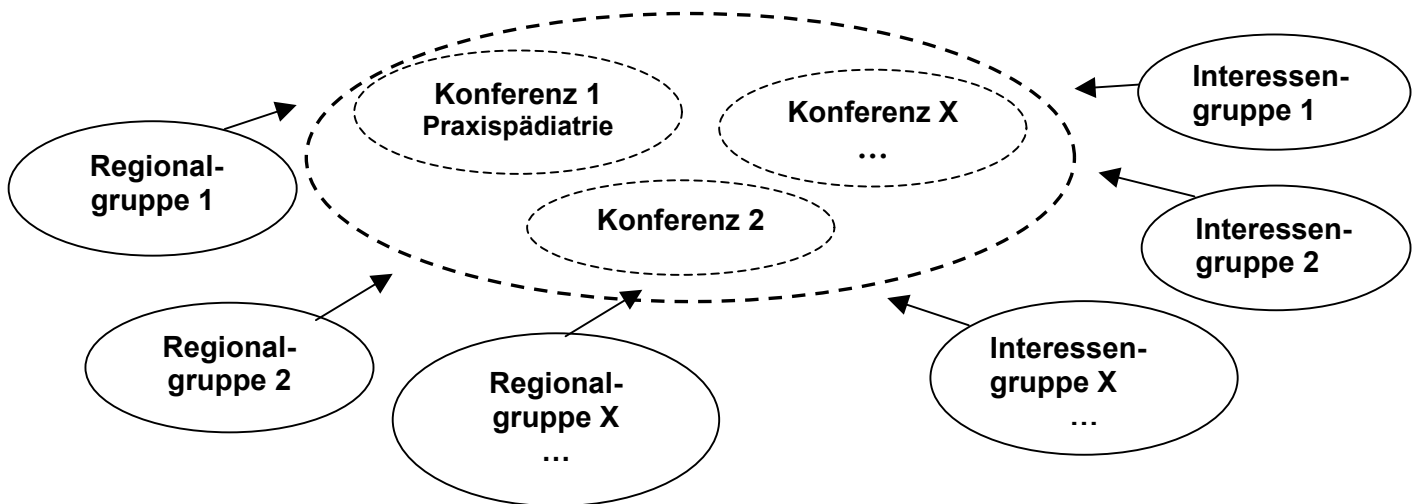 Konferenz 1
Praxispädiatrie
Konferenz X
...
Konferenz 2
Regional-
gruppe 1
Regional-
gruppe 2
Regional-
gruppe X
...
Interessen-
gruppe 1
Interessen-
gruppe 2
Interessen-
gruppe X
...